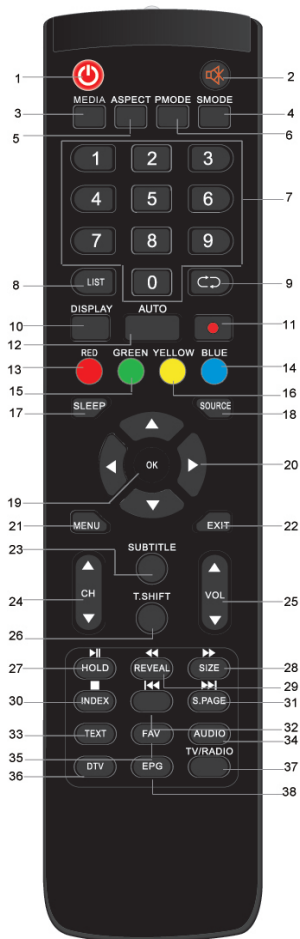 1 2
3 MEDIA ASPECT PMODE SMODE 4
5 6
1 2 3
4 5 6 7
7 8 9
8 LIST 0 9
10 DISPLAY AUTO 11
12
RED GREEN YELLOW BLUE
13 14
15 16
17 SLEEP SOURCE 18
19 OK 20
21 MENU EXIT 22
23 SUBTITLE
24 CH VOL 25
26 T.SHIFT
27 HOLD REVEAL SIZE 28
29
30 INDEX S.PAGE 31
32
33 TEXT FAV AUDIO 34
35 TV/RADIO
36 DTV EPG 37
38